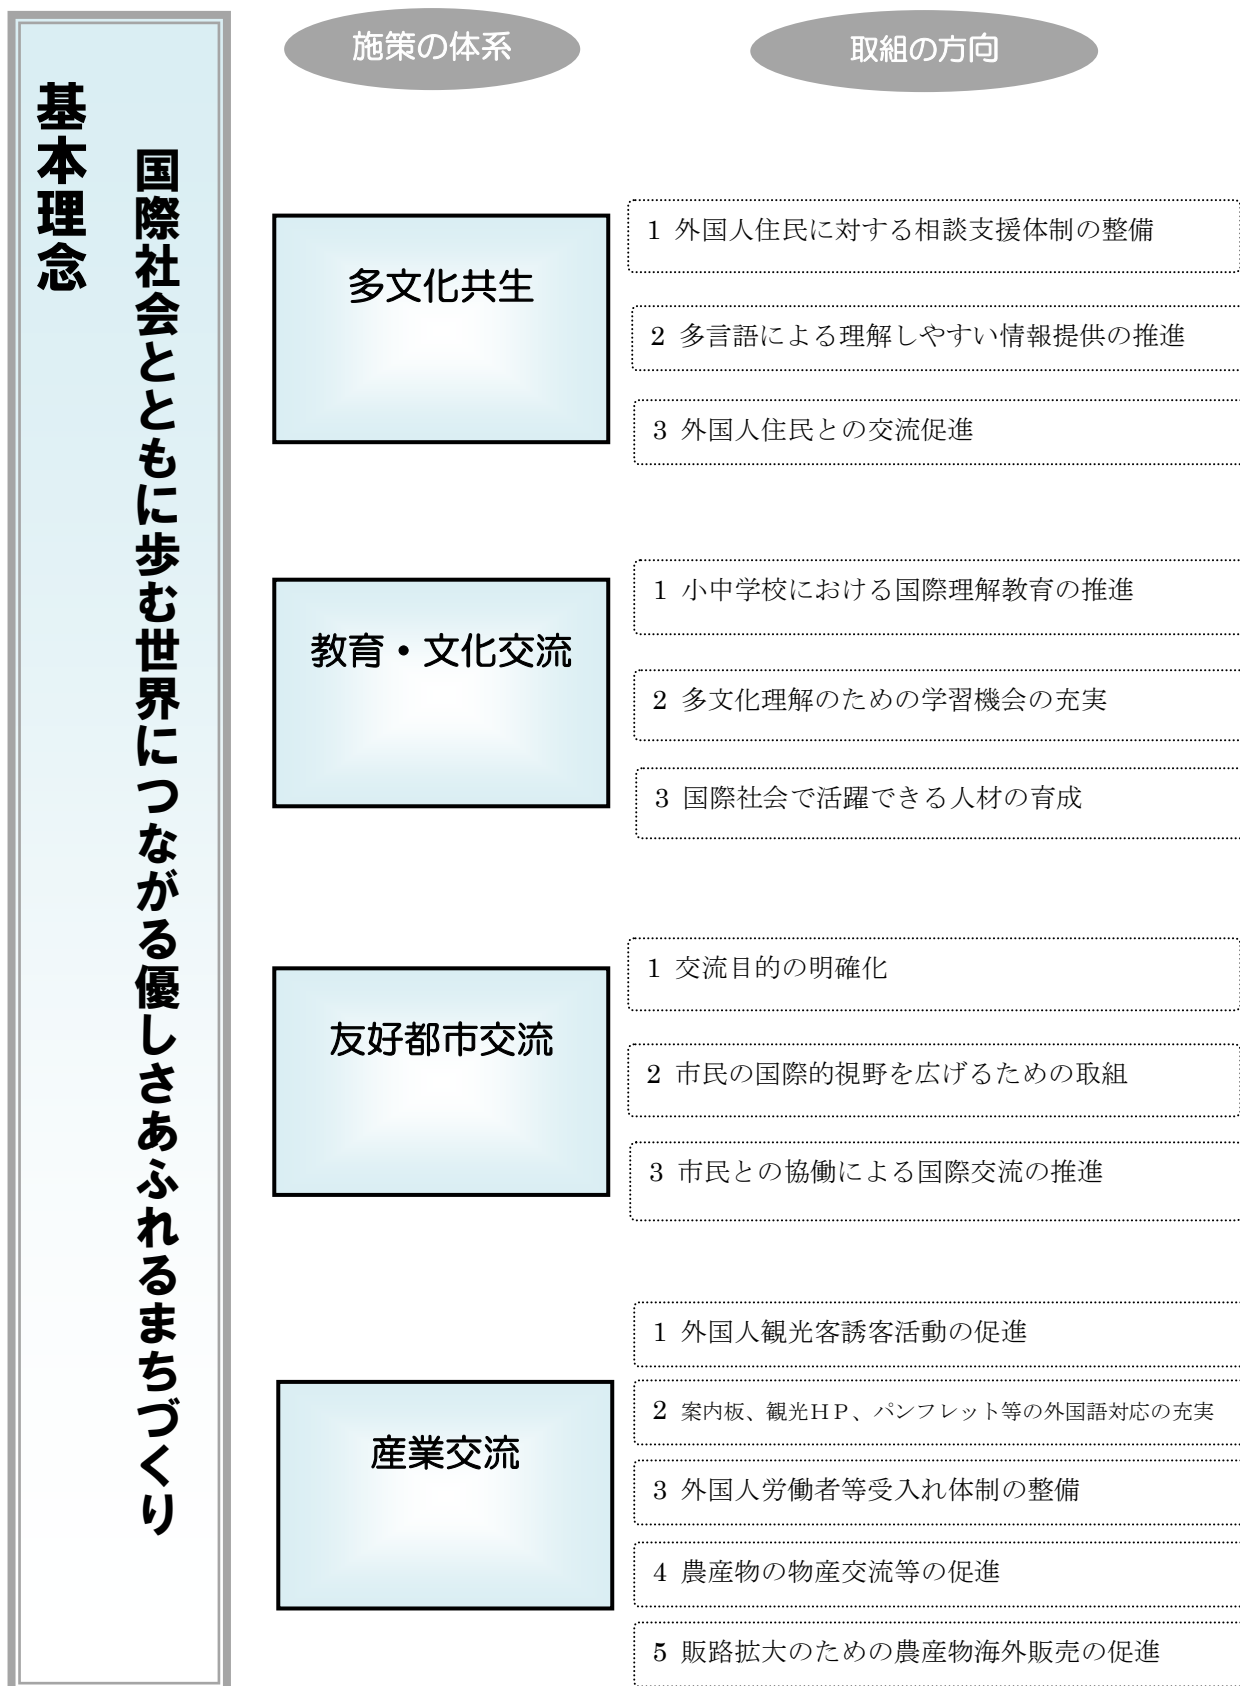 基本理念
国際社会とともに歩む世界につながる優しさあふれるまちづくり
施策の体系
取組の方向
多文化共生
1 外国人住民に対する相談支援体制の整備
2 多言語による理解しやすい情報提供の推進
3 外国人住民との交流促進
教育・文化交流
1 小中学校における国際理解教育の推進
2 多文化理解のための学習機会の充実
3 国際社会で活躍できる人材の育成
友好都市交流
1 交流目的の明確化
2 市民の国際的視野を広げるための取組
3 市民との協働による国際交流の推進
産業交流
1 外国人観光客誘客活動の促進
2 案内板、観光HP、パンフレット等の外国語対応の充実
3 外国人労働者等受入れ体制の整備
4 農産物の物産交流等の促進
5 販路拡大のための農産物海外販売の促進